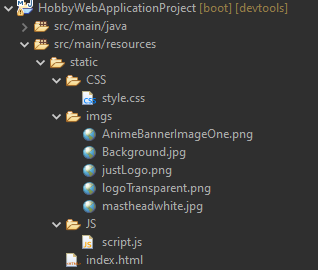 HobbyWebApplicationProject [boot] [devtools]
src/main/java
src/main/resources
static
CSS
style.css
imgs
AnimeBannerImageOne.png
Background.jpg
justLogo.png
logoTransparent.png
mastheadwhite.jpg
JS
script.js
index.html